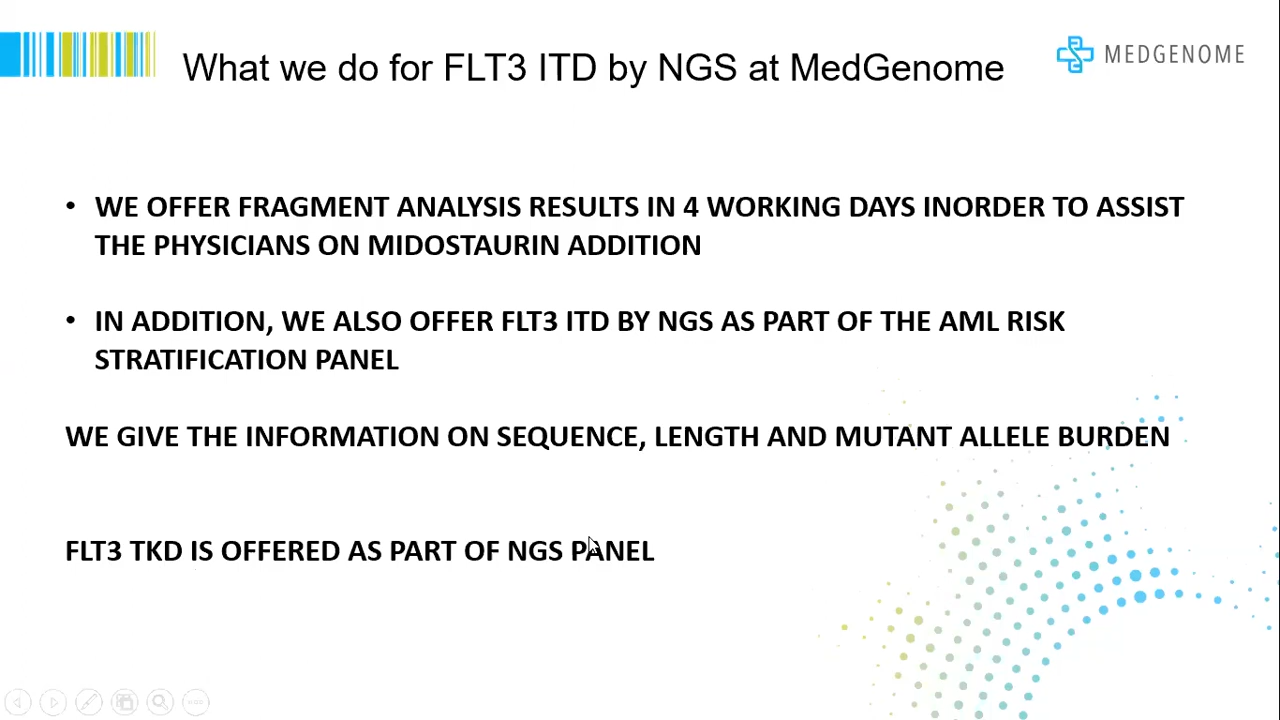 What we do for FLT3 ITD by NGS at MedGenome
MEDGENOME
• WE OFFER FRAGMENT ANALYSIS RESULTS IN 4 WORKING DAYS INORDER TO ASSIST
THE PHYSICIANS ON MIDOSTAURIN ADDITION
• IN ADDITION, WE ALSO OFFER FLT3 ITD BY NGS AS PART OF THE AML RISK
STRATIFICATION PANEL
WE GIVE THE INFORMATION ON SEQUENCE, LENGTH AND MUTANT ALLELE BURDEN
FLT3 TKD IS OFFERED AS PART OF NGS PANEL